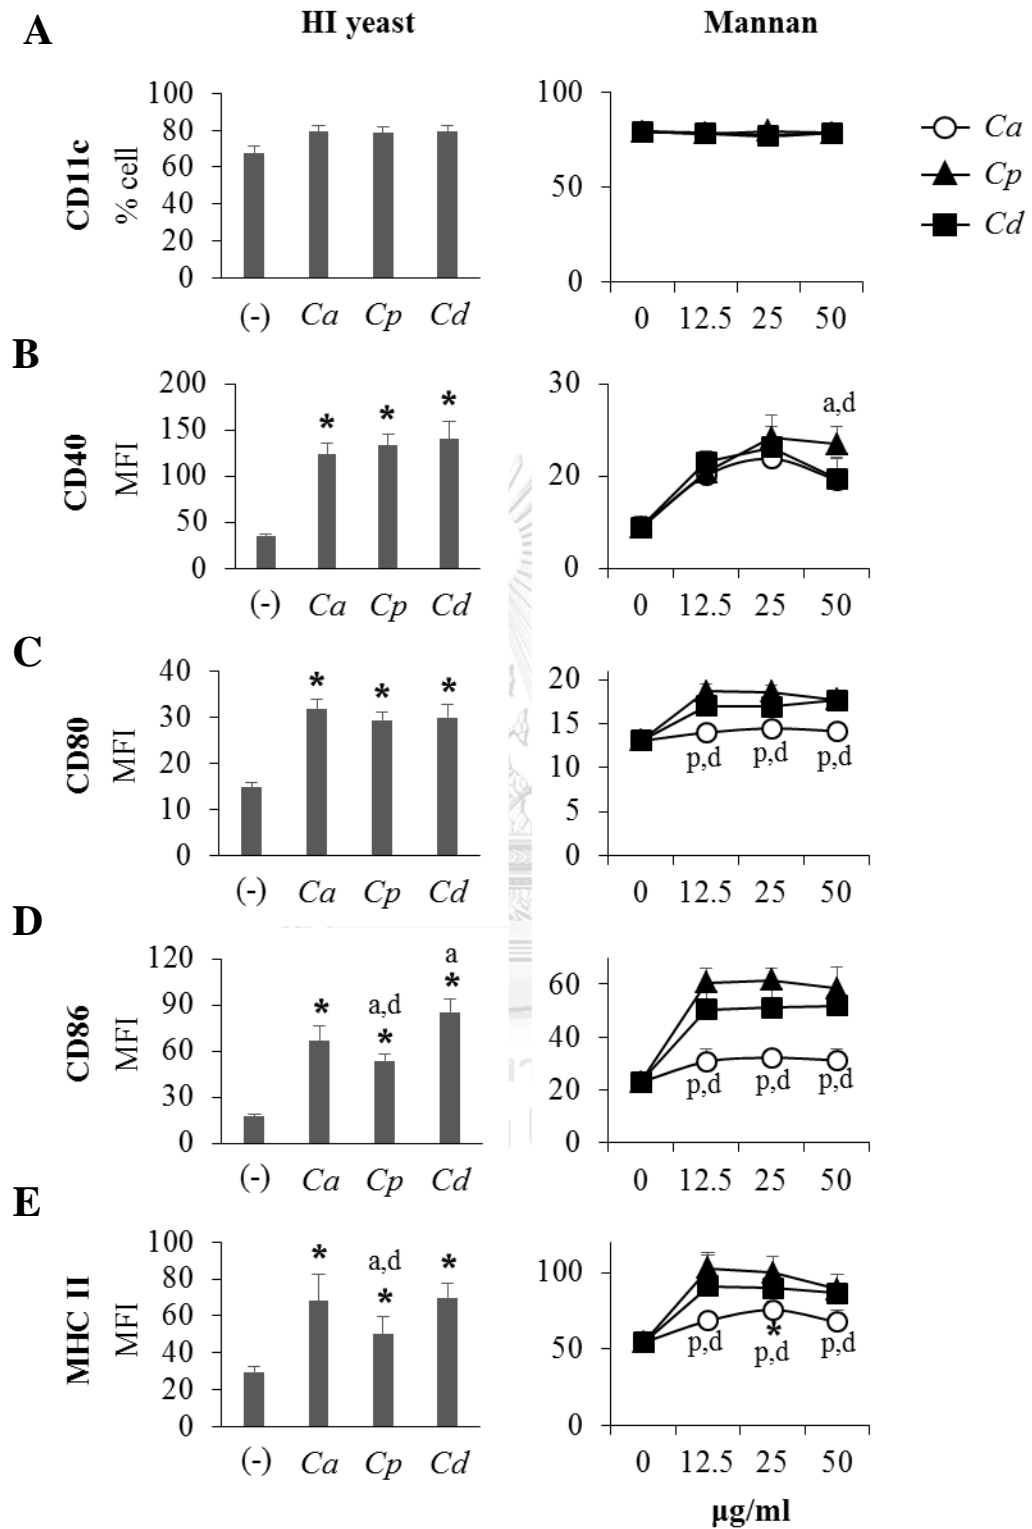 A
HI yeast
Mannan
CD11c
% cell
100
80
60
40
20
0
(-) Ca Cp Cd
100
50
0
0 12.5 25 50
Ca
Cp
Cd
B
CD40
MFI
200
150
100
50
0
* * *
(-) Ca Cp Cd
30
20
0
a,d
0 12.5 25 50
C
CD80
MFI
40
30
20
10
0
* * *
(-) Ca Cp Cd
20
15
10
5
0
p,d p,d p,d
0 12.5 25 50
D
CD86
MFI
120
90
60
30
0
a
a,d
* * *
(-) Ca Cp Cd
60
40
20
0
p,d p,d p,d
0 12.5 25 50
E
MHC II
MFI
100
80
60
40
20
0
a,d
* * *
(-) Ca Cp Cd
100
50
0
*
p,d p,d p,d
0 12.5 25 50
µg/ml